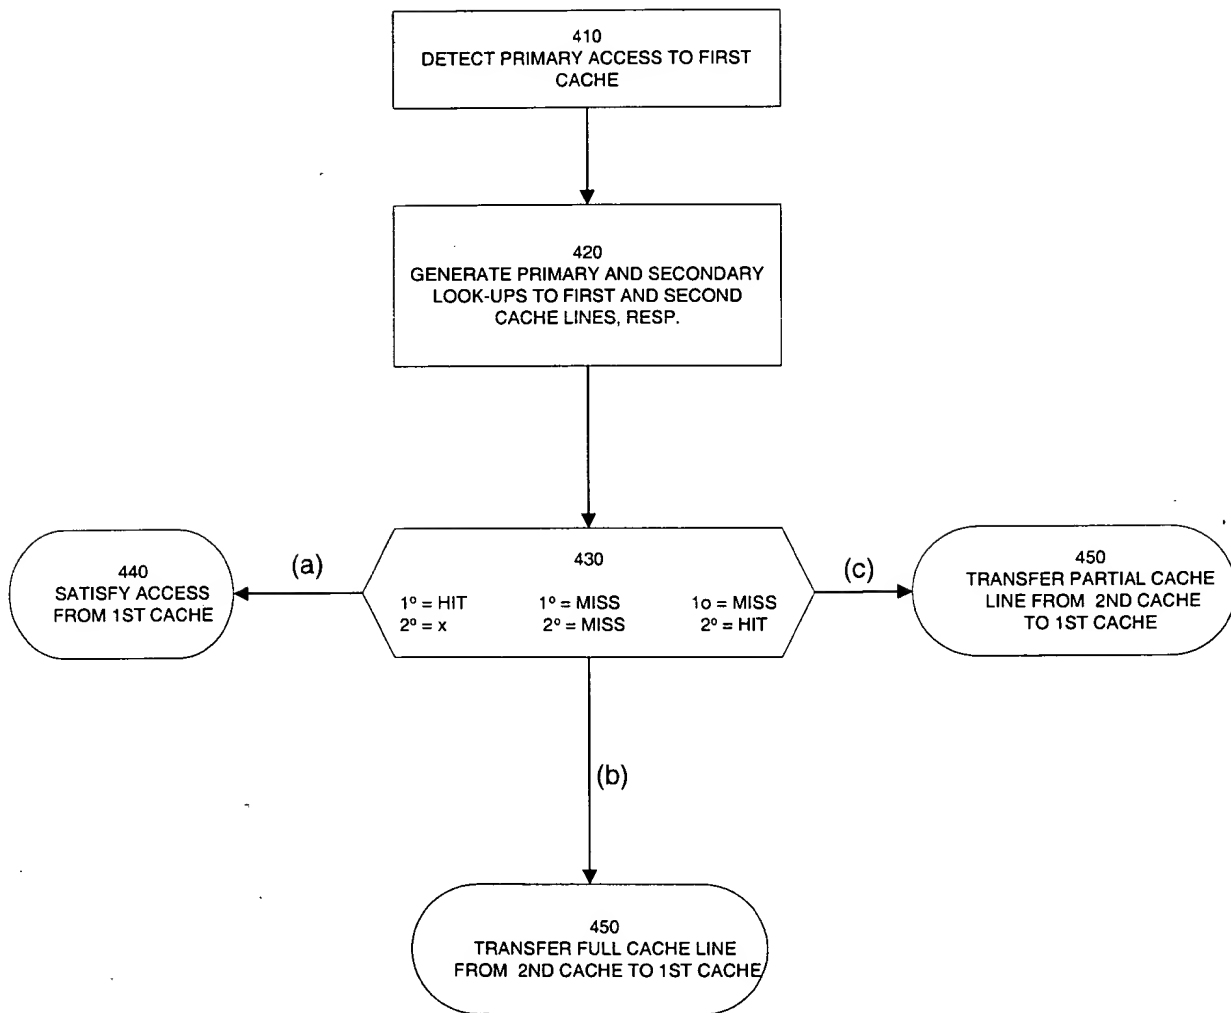 410
DETECT PRIMARY ACCESS TO FIRST
CACHE
420
GENERATE PRIMARY AND SECONDARY
LOOK-UPS TO FIRST AND SECOND
CACHE LINES, RESP.
440
SATISFY ACCESS
FROM 1ST CACHE
(a)
430
1º = HIT 1º = MISS 1o = MISS
2º = x 2º = MISS 2º = HIT
(c)
450
TRANSFER PARTIAL CACHE
LINE FROM 2ND CACHE
TO 1ST CACHE
(b)
450
TRANSFER FULL CACHE LINE
FROM 2ND CACHE TO 1ST CACHE